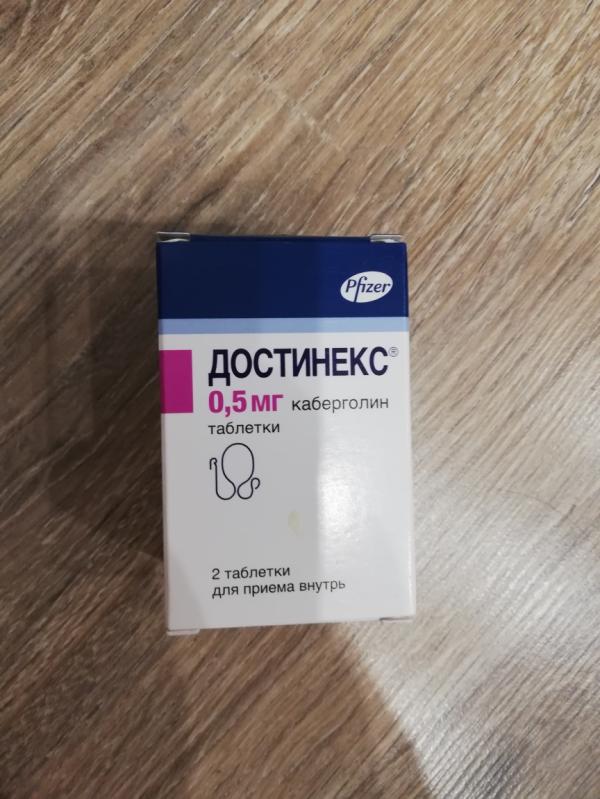 Pfizer
ДОСТИНЕКС®
0,5 мг каберголин
таблетки
2 таблетки
для приема внутрь